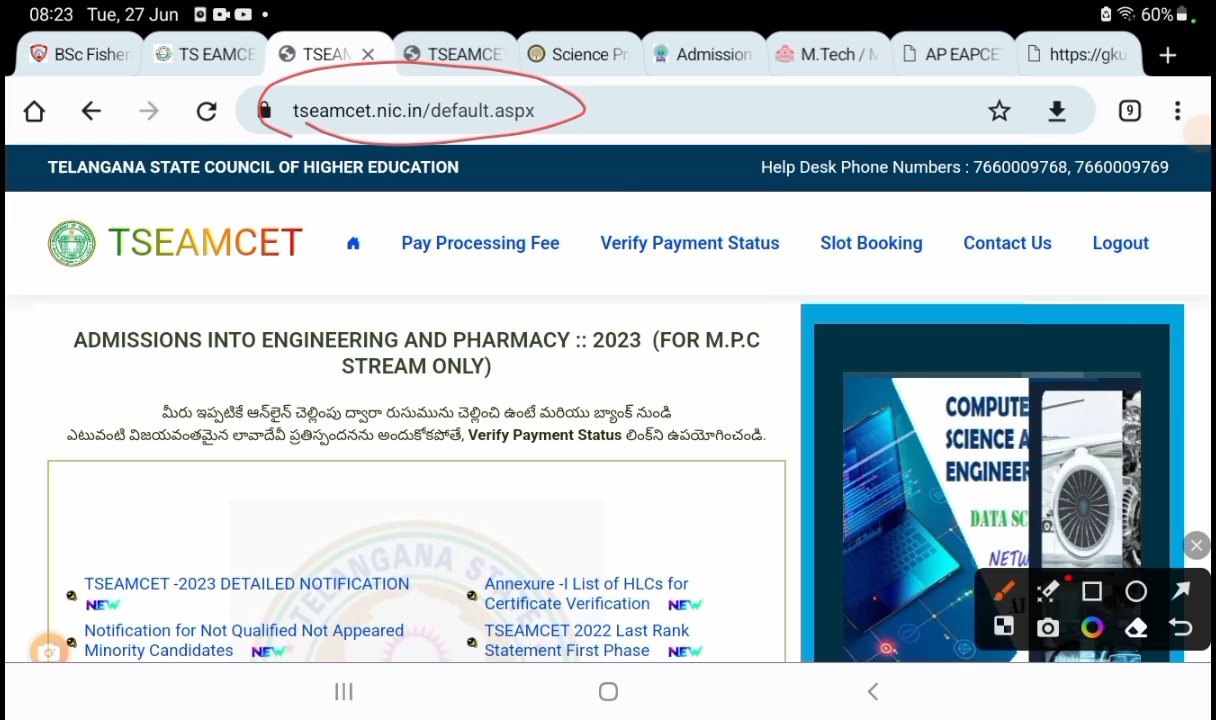 08:23 Tue, 27 Jun
60%
BSc Fisher
TS EAMCE
TSEAM
TSEAMCE
Science Pr
Admission
M.Tech / M
AP EAPCE
https://gku
tseamcet.nic.in/default.aspx
9
TELANGANA STATE COUNCIL OF HIGHER EDUCATION
Help Desk Phone Numbers : 7660009768, 7660009769
TSEAMCET
Pay Processing Fee
Verify Payment Status
Slot Booking
Contact Us
Logout
ADMISSIONS INTO ENGINEERING AND PHARMACY :: 2023 (FOR M.P.C
STREAM ONLY)
మీరు ఇప్పటికే ఆన్‌లైన్ చెల్లింపు ద్వారా రుసుమును చెల్లించి ఉంటే మరియు బ్యాంక్ నుండి
ఎటువంటి విజయవంతమైన లావాదేవీ ప్రతిస్పందనను అందుకోకపోతే, Verify Payment Status లింక్‌ని ఉపయోగించండి.
COMPUTE
SCIENCE A
ENGINEER
DATA SC
NETW
AI
TELANGANA STATE
TSEAMCET -2023 DETAILED NOTIFICATION
NEW
Annexure -I List of HLCs for
Certificate Verification NEW
Notification for Not Qualified Not Appeared
Minority Candidates NEW
TSEAMCET 2022 Last Rank
Statement First Phase NEW